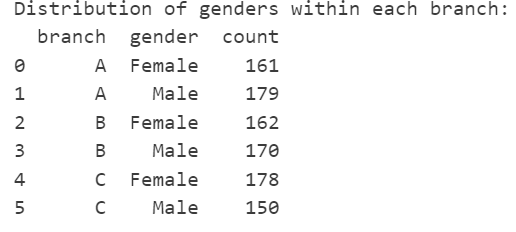 Distribution of genders within each branch:
branch gender count
0 A Female 161
1 A Male 179
2 B Female 162
3 B Male 170
4 C Female 178
5 C Male 150